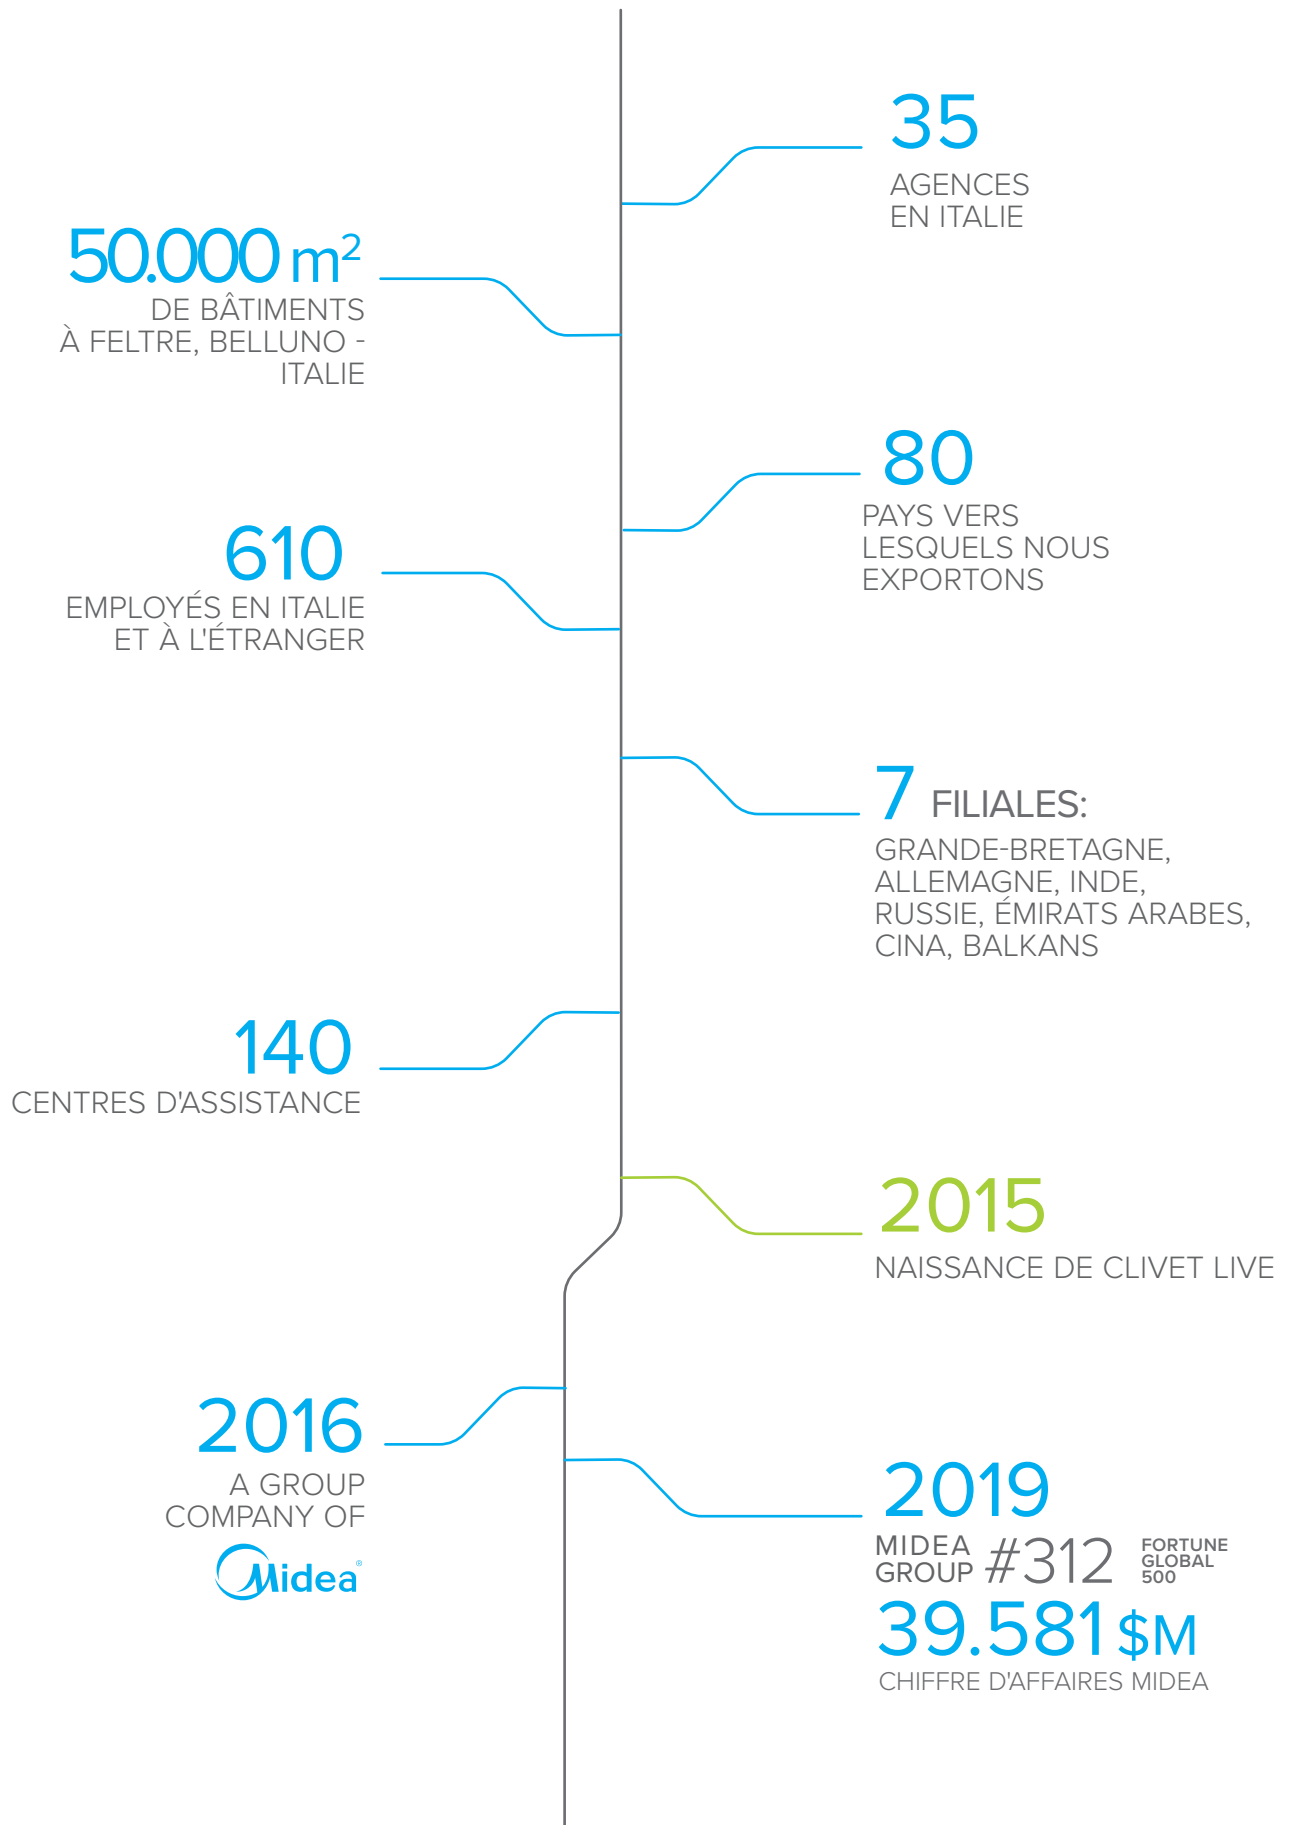 35
AGENCES
EN ITALIE
50.000 m²
DE BÂTIMENTS
À FELTRE, BELLUNO -
ITALIE
80
PAYS VERS
LESQUELS NOUS
EXPORTONS
610
EMPLOYÉS EN ITALIE
ET À L'ÉTRANGER
7 FILIALES:
GRANDE-BRETAGNE,
ALLEMAGNE, INDE,
RUSSIE, ÉMIRATS ARABES,
CINA, BALKANS
140
CENTRES D'ASSISTANCE
2015
NAISSANCE DE CLIVET LIVE
2016
A GROUP
COMPANY OF
Midea®
2019
MIDEA
GROUP
#312
FORTUNE
GLOBAL
500
39.581 $M
CHIFFRE D'AFFAIRES MIDEA